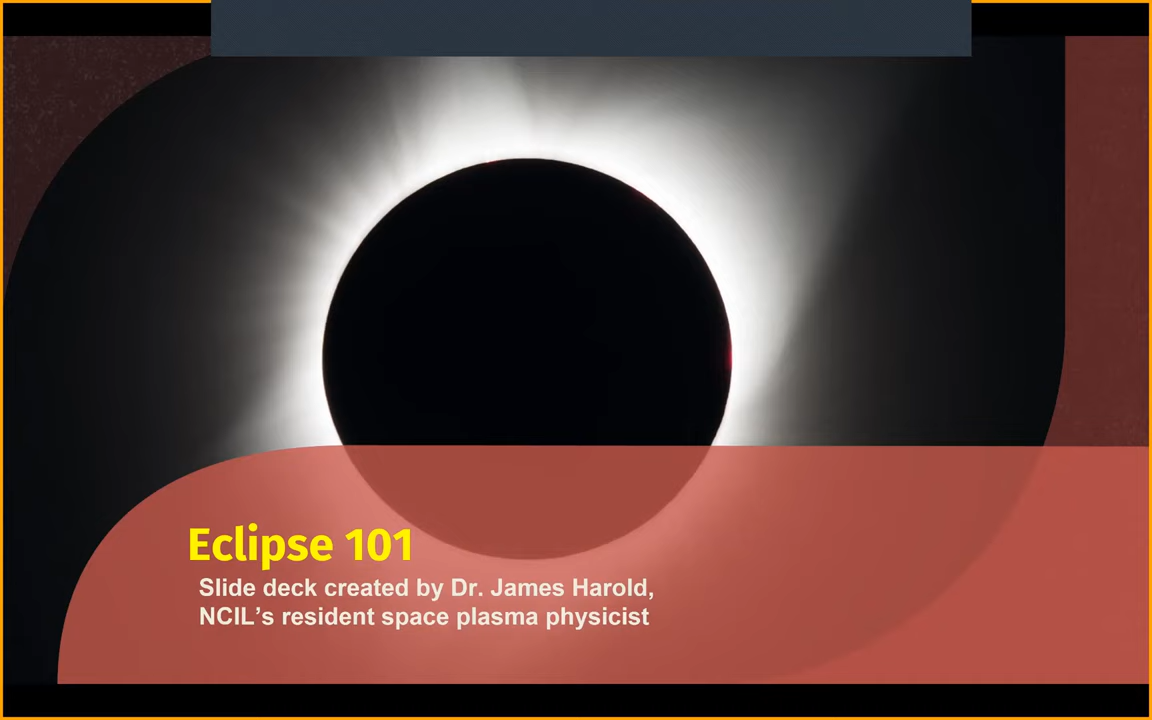 Eclipse 101
Slide deck created by Dr. James Harold,
NCIL’s resident space plasma physicist